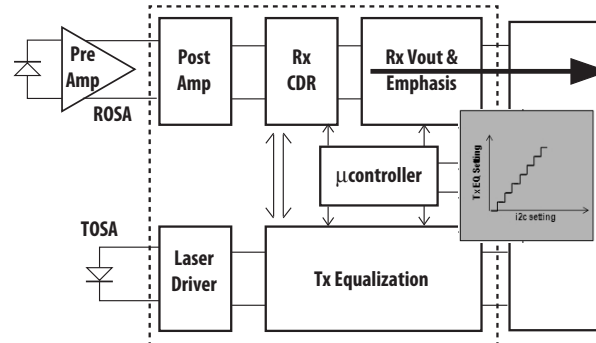 Pre
Amp
ROSA
Post
Amp
Rx
CDR
Rx Vout &
Emphasis
µcontroller
TxEQ Setting
i2c setting
TOSA
Laser
Driver
Tx Equalization